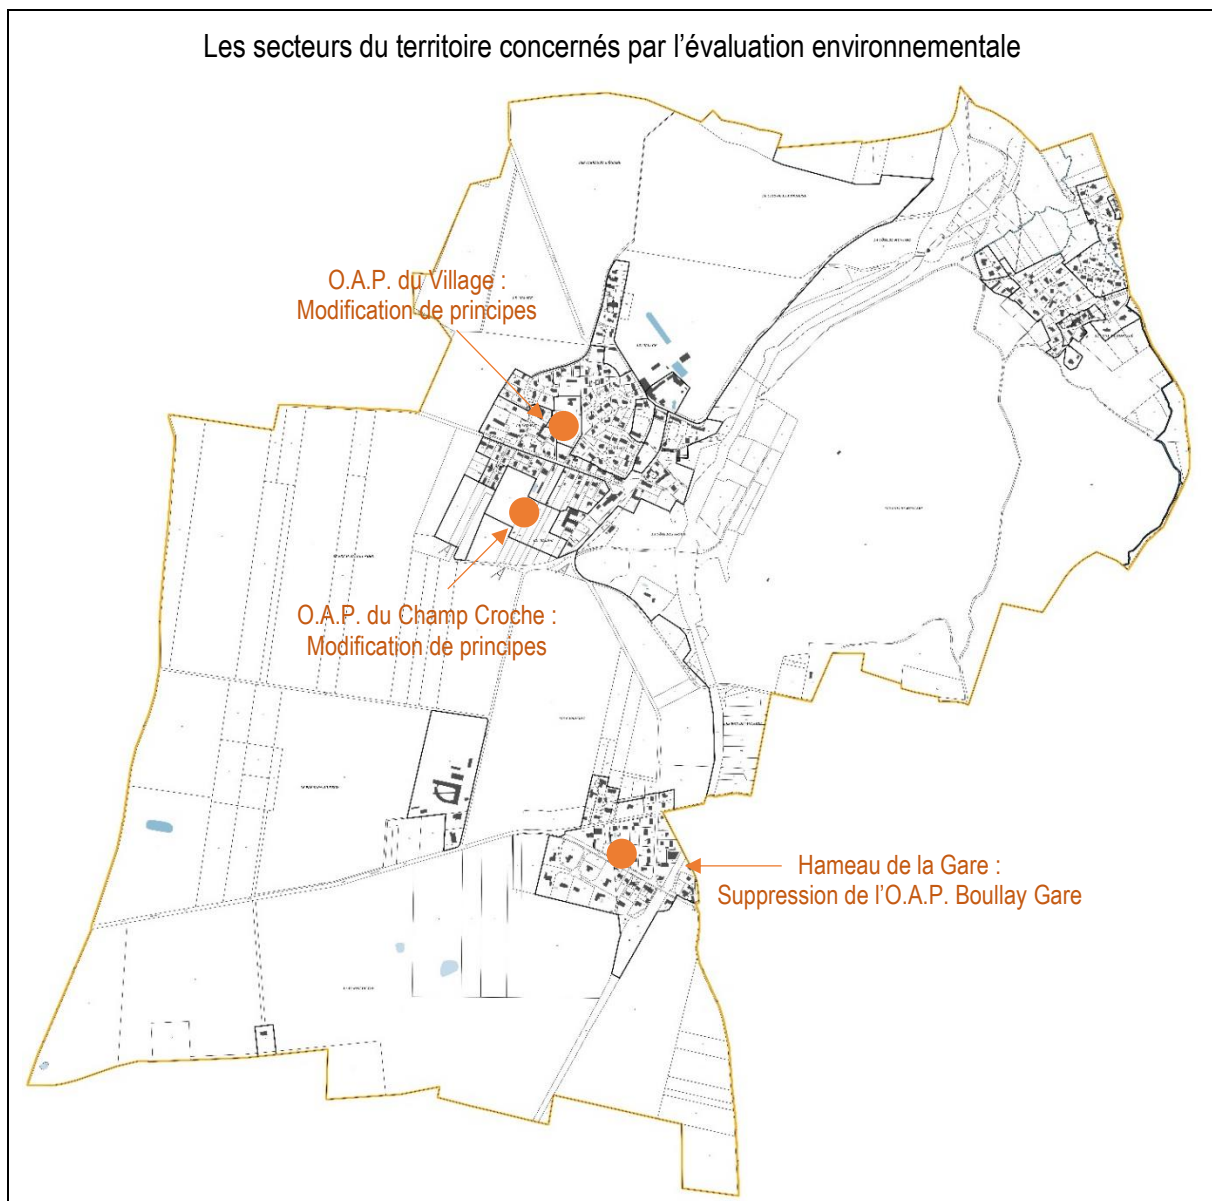 Les secteurs du territoire concernés par l'évaluation environnementale
O.A.P. du Village :
Modification de principes
O.A.P. du Champ Croche :
Modification de principes
Hameau de la Gare :
Suppression de l'O.A.P. Boullay Gare